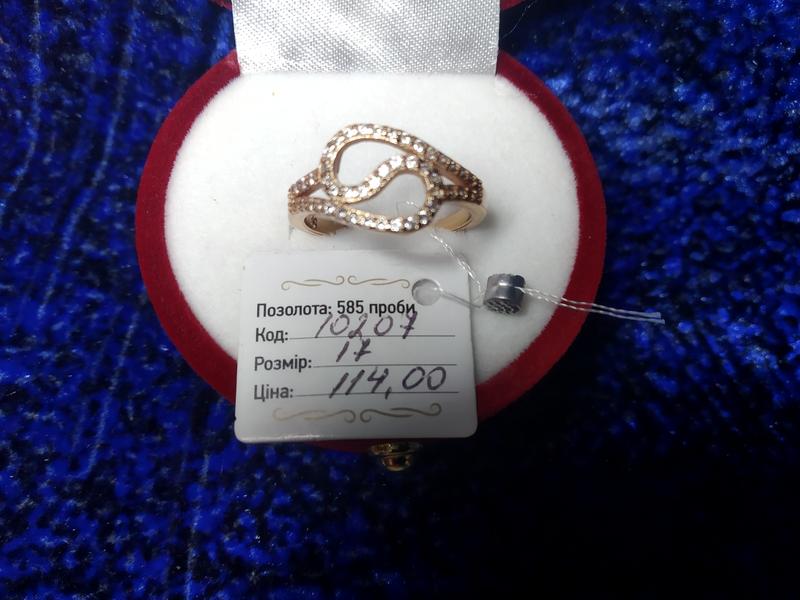 Позолота: 585 проби
Код: 10207
Розмір: 17
Ціна: 114,00